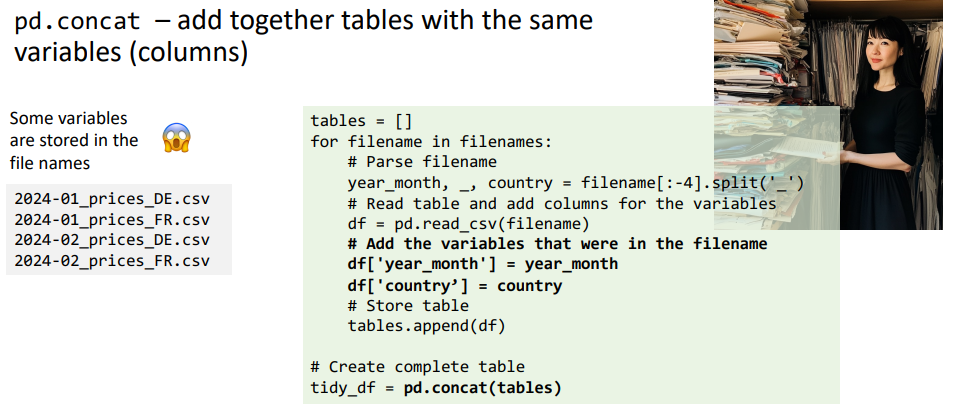 pd.concat – add together tables with the same
variables (columns)
Some variables
are stored in the
file names
2024-01_prices_DE.csv
2024-01_prices_FR.csv
2024-02_prices_DE.csv
2024-02_prices_FR.csv
tables = []
for filename in filenames:
    # Parse filename
    year_month, _, country = filename[:-4].split('_')
    # Read table and add columns for the variables
    df = pd.read_csv(filename)
    # Add the variables that were in the filename
    df['year_month'] = year_month
    df['country’] = country
    # Store table
    tables.append(df)
# Create complete table
tidy_df = pd.concat(tables)